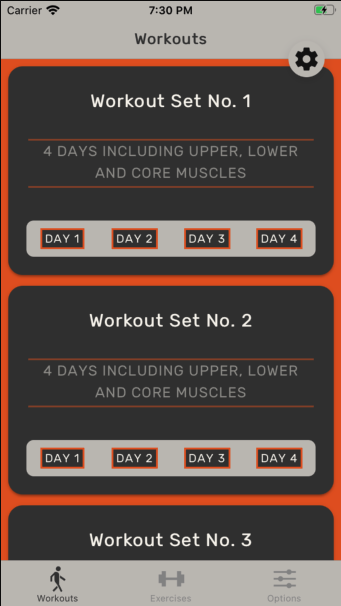 Carrier 7:30 PM
Workouts
Workout Set No. 1
4 DAYS INCLUDING UPPER, LOWER
AND CORE MUSCLES
DAY 1 DAY 2 DAY 3 DAY 4
Workout Set No. 2
4 DAYS INCLUDING UPPER, LOWER
AND CORE MUSCLES
DAY 1 DAY 2 DAY 3 DAY 4
Workout Set No. 3
Workouts Exercises Options